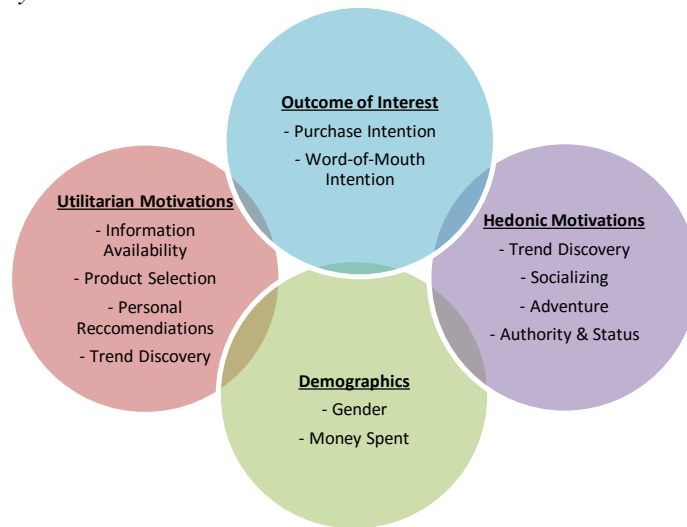 Outcome of Interest
- Purchase Intention
- Word-of-Mouth
Intention
Utilitarian Motivations
- Information
Availability
- Product Selection
- Personal
Reccomendiations
- Trend Discovery
Hedonic Motivations
- Trend Discovery
- Socializing
- Adventure
- Authority & Status
Demographics
- Gender
- Money Spent